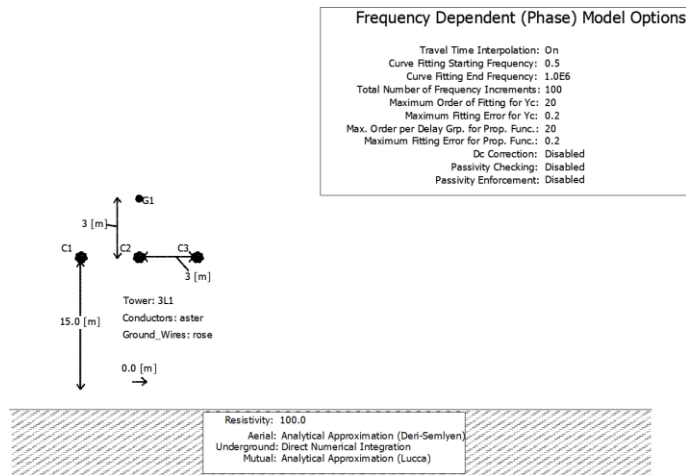 Frequency Dependent (Phase) Model Options
Travel Time Interpolation: On
Curve Fitting Starting Frequency: 0.5
Curve Fitting End Frequency: 1.0E6
Total Number of Frequency Increments: 100
Maximum Order of Fitting for Yc: 20
Maximum Fitting Error for Yc: 0.2
Max. Order per Delay Grp. for Prop. Func.: 20
Maximum Fitting Error for Prop. Func.: 0.2
Dc Correction: Disabled
Passivity Checking: Disabled
Passivity Enforcement: Disabled
G1
3 [m]
C1 C2 C3
3 [m]
Tower: 3L1
Conductors: aster
15.0 [m]
Ground_Wires: rose
0.0 [m]
Resistivity: 100.0
Aerial: Analytical Approximation (Deri-Semlyen)
Underground: Direct Numerical Integration
Mutual: Analytical Approximation (Lucca)